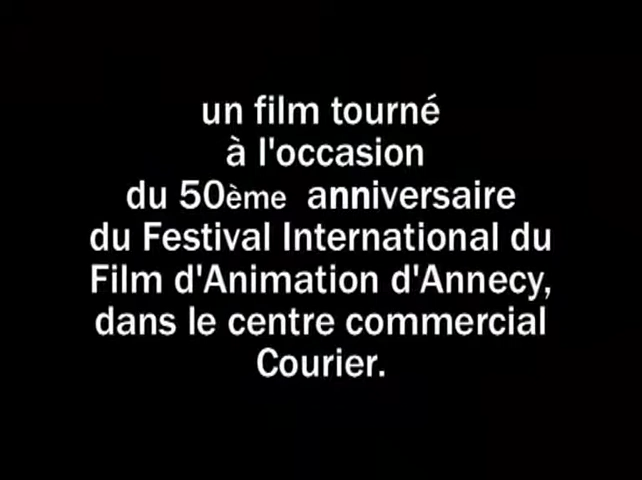 un film tourné
à l'occasion
du 50ème anniversaire
du Festival International du
Film d'Animation d'Annecy,
dans le centre commercial
Courier.